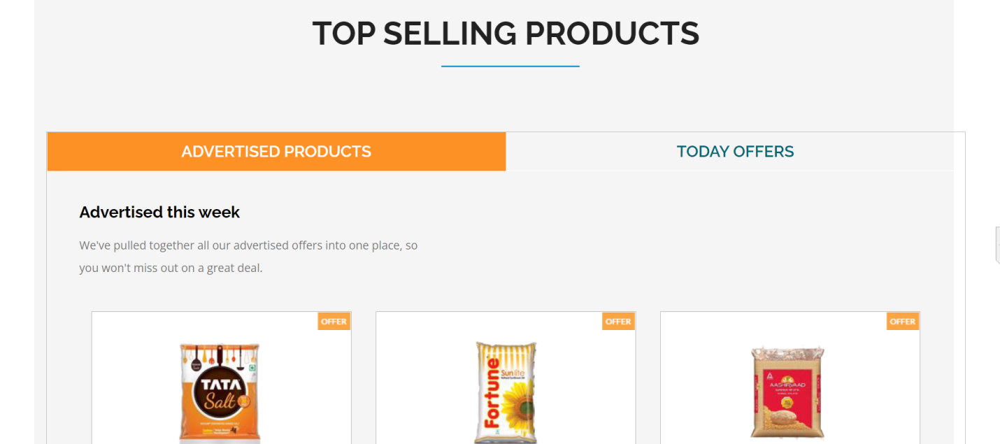 TOP SELLING PRODUCTS
ADVERTISED PRODUCTS
TODAY OFFERS
Advertised this week
We've pulled together all our advertised offers into one place, so
you won't miss out on a great deal.
OFFER
OFFER
OFFER
TATA
Salt
Fortune
Sunlite
AASHIRVAAD